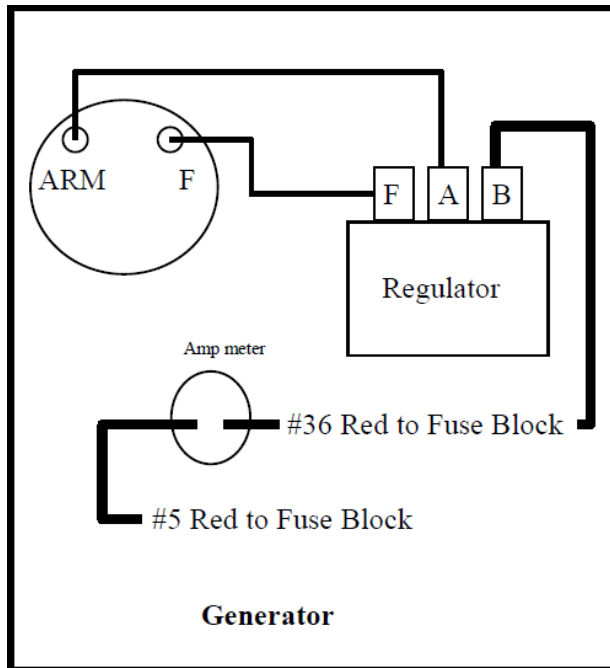 ARM F
F A B
Regulator
Amp meter
#36 Red to Fuse Block
#5 Red to Fuse Block
Generator